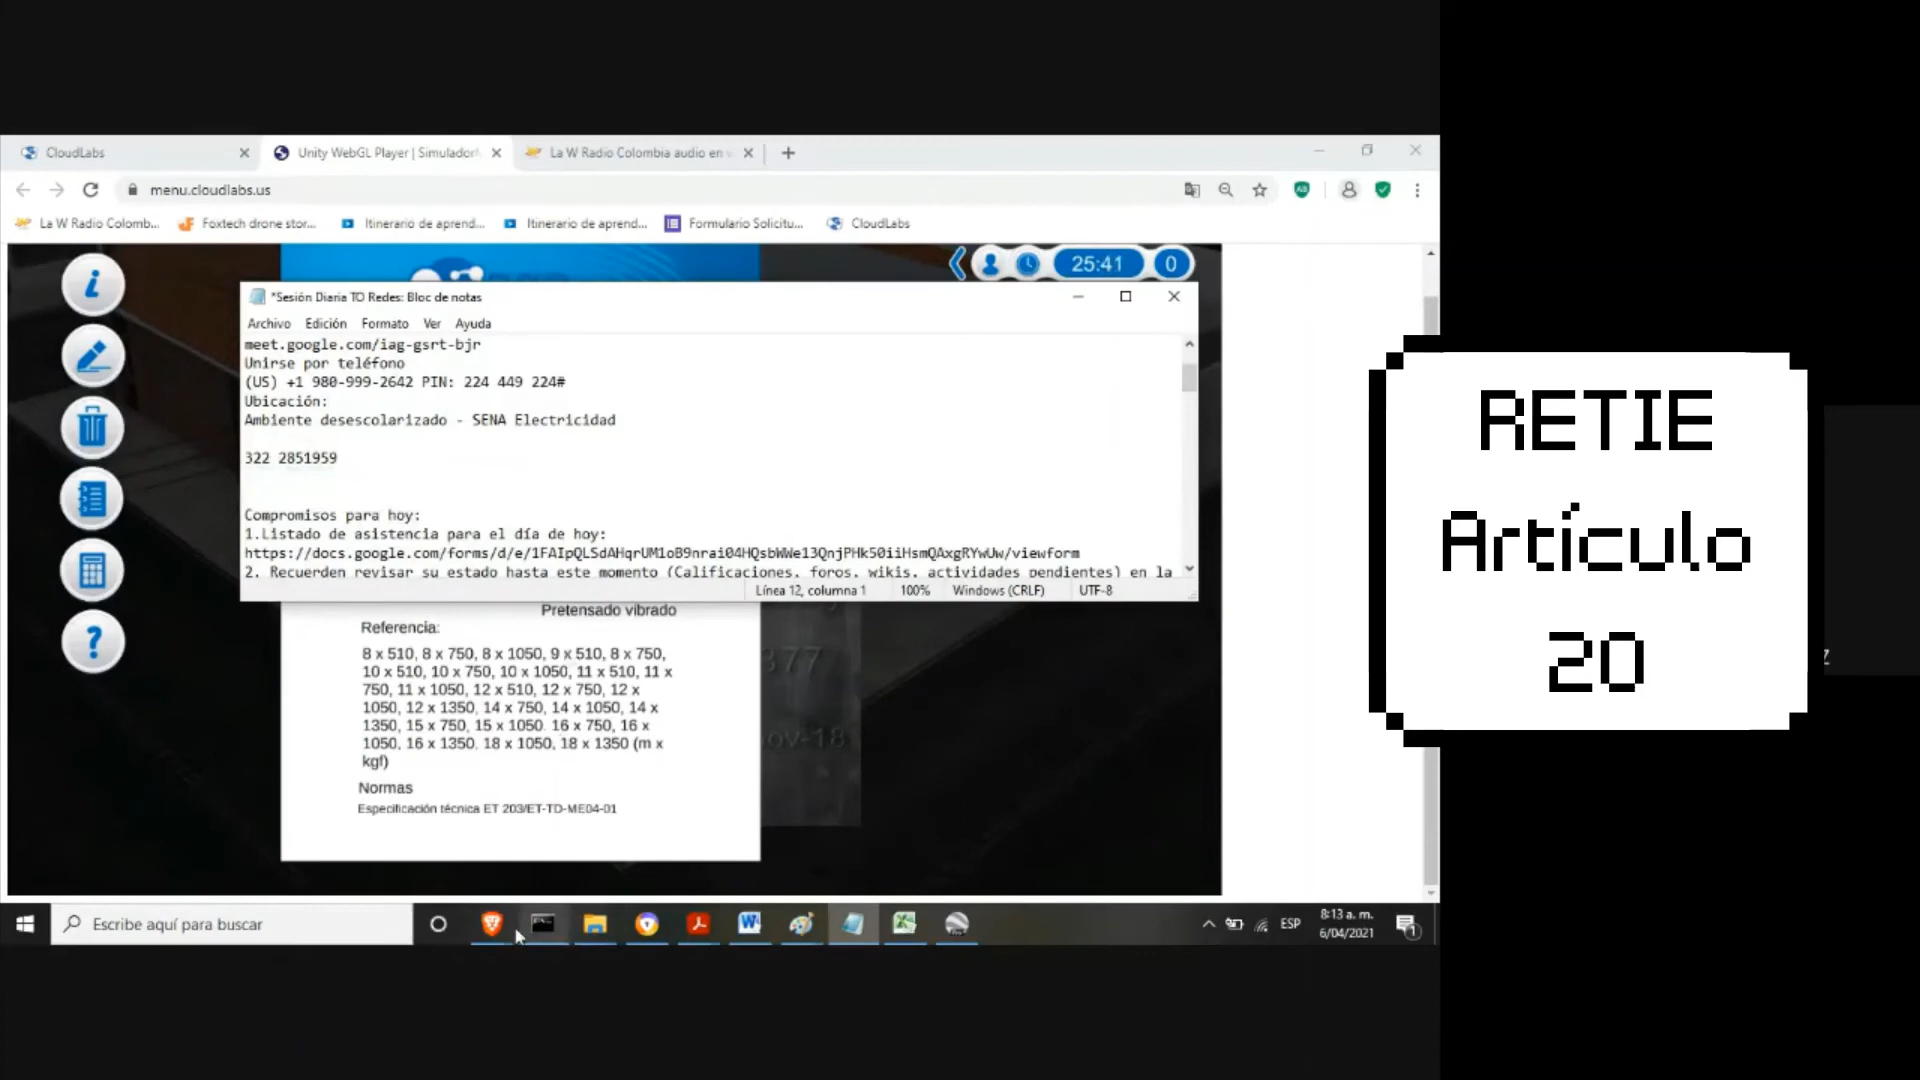 CloudLabs
Unity WebGL Player | Simulador
La W Radio Colombia audio en v
menu.cloudlabs.us
La W Radio Colomb...
Foxtech drone stor...
Itinerario de aprend...
Itinerario de aprend...
Formulario Solicitu...
CloudLabs
25:41
0
*Sesión Diaria TO Redes: Bloc de notas
Archivo Edición Formato Ver Ayuda
meet.google.com/iag-gsrt-bjr
Unirse por teléfono
(US) +1 980-999-2642 PIN: 224 449 224#
Ubicación:
Ambiente desescolarizado - SENA Electricidad
322 2851959
Compromisos para hoy:
1.Listado de asistencia para el día de hoy:
https://docs.google.com/forms/d/e/1FAIpQLSdAHqrUM1oB9nrai04HQsbWWe13QnjPHk50iiHsmQAxgRYwUw/viewform
2. Recuerden revisar su estado hasta este momento (Calificaciones, foros, wikis, actividades pendientes) en la
Línea 12, columna 1
100%
Windows (CRLF)
UTF-8
Pretensado vibrado
Referencia:
8 x 510, 8 x 750, 8 x 1050, 9 x 510, 8 x 750,
10 x 510, 10 x 750, 10 x 1050, 11 x 510, 11 x
750, 11 x 1050, 12 x 510, 12 x 750, 12 x
1050, 12 x 1350, 14 x 750, 14 x 1050, 14 x
1350, 15 x 750, 15 x 1050. 16 x 750, 16 x
1050, 16 x 1350, 18 x 1050, 18 x 1350 (m x
kgf)
Normas
Especificación técnica ET 203/ET-TD-ME04-01
377
ov-18
RETIE
Artículo
20
Escribe aquí para buscar
ESP
8:13 a. m.
6/04/2021
1